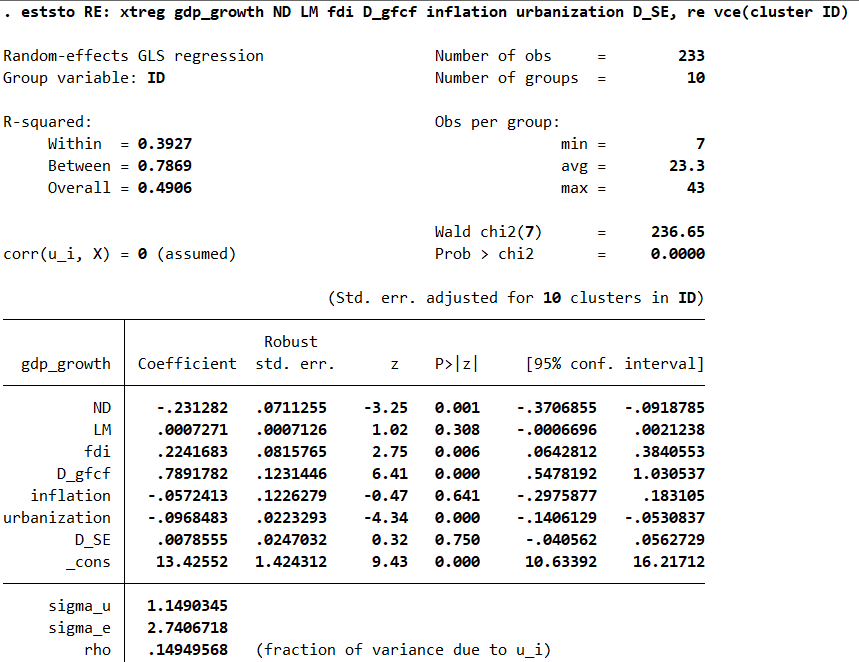 . eststo RE: xtreg gdp_growth ND LM fdi D_gfcf inflation urbanization D_SE, re vce(cluster ID)
Random-effects GLS regression Number of obs = 233
Group variable: ID Number of groups = 10
R-squared: Obs per group:
Within = 0.3927 min = 7
Between = 0.7869 avg = 23.3
Overall = 0.4906 max = 43
Wald chi2(7) = 236.65
corr(u_i, X) = 0 (assumed) Prob > chi2 = 0.0000
(Std. err. adjusted for 10 clusters in ID)
Robust
gdp_growth Coefficient std. err. z P>|z| [95% conf. interval]
ND -.231282 .0711255 -3.25 0.001 -.3706855 -.0918785
LM .0007271 .0007126 1.02 0.308 -.0006696 .0021238
fdi .2241683 .0815765 2.75 0.006 .0642812 .3840553
D_gfcf .7891782 .1231446 6.41 0.000 .5478192 1.030537
inflation -.0572413 .1226279 -0.47 0.641 -.2975877 .183105
urbanization -.0968483 .0223293 -4.34 0.000 -.1406129 -.0530837
D_SE .0078555 .0247032 0.32 0.750 -.040562 .0562729
_cons 13.42552 1.424312 9.43 0.000 10.63392 16.21712
sigma_u 1.1490345
sigma_e 2.7406718
rho .14949568 (fraction of variance due to u_i)